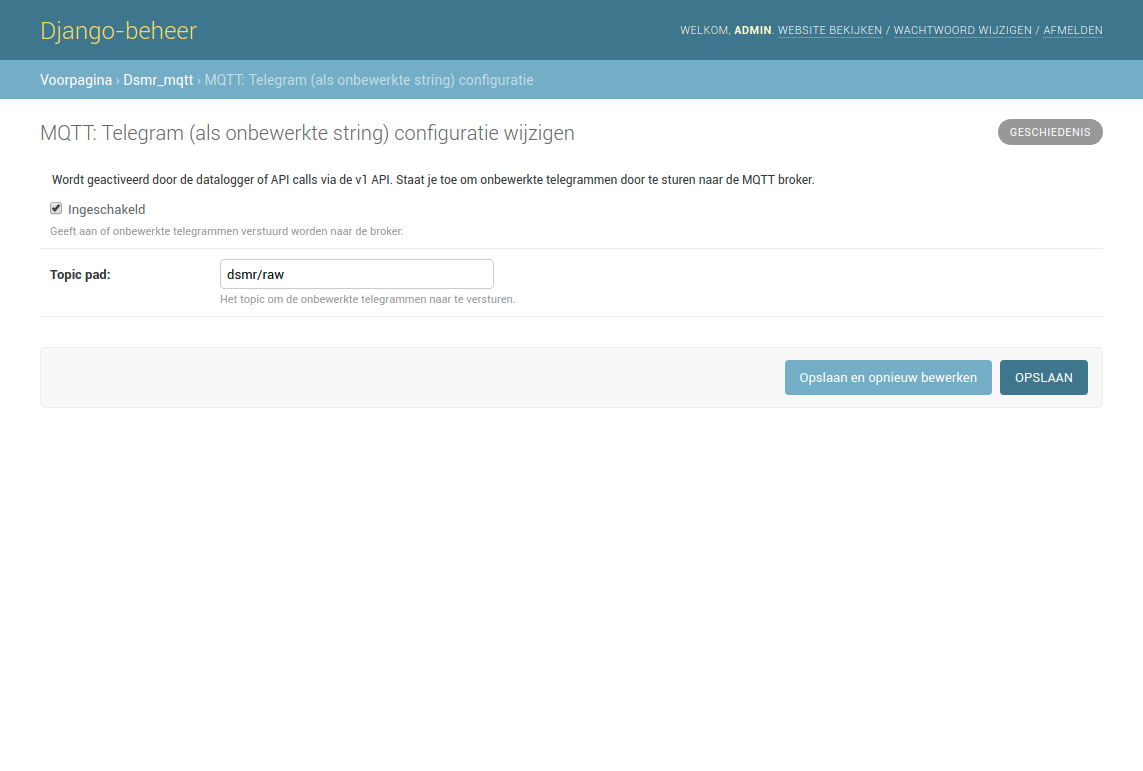 Django-beheer
WELKOM, ADMIN. WEBSITE BEKIJKEN / WACHTWOORD WIJZIGEN / AFMELDEN
Voorpagina › Dsmr_mqtt › MQTT: Telegram (als onbewerkte string) configuratie
MQTT: Telegram (als onbewerkte string) configuratie wijzigen
GESCHIEDENIS
Wordt geactiveerd door de datalogger of API calls via de v1 API. Staat je toe om onbewerkte telegrammen door te sturen naar de MQTT broker.
Ingeschakeld
Geeft aan of onbewerkte telegrammen verstuurd worden naar de broker.
Topic pad:
dsmr/raw
Het topic om de onbewerkte telegrammen naar te versturen.
Opslaan en opnieuw bewerken
OPSLAAN